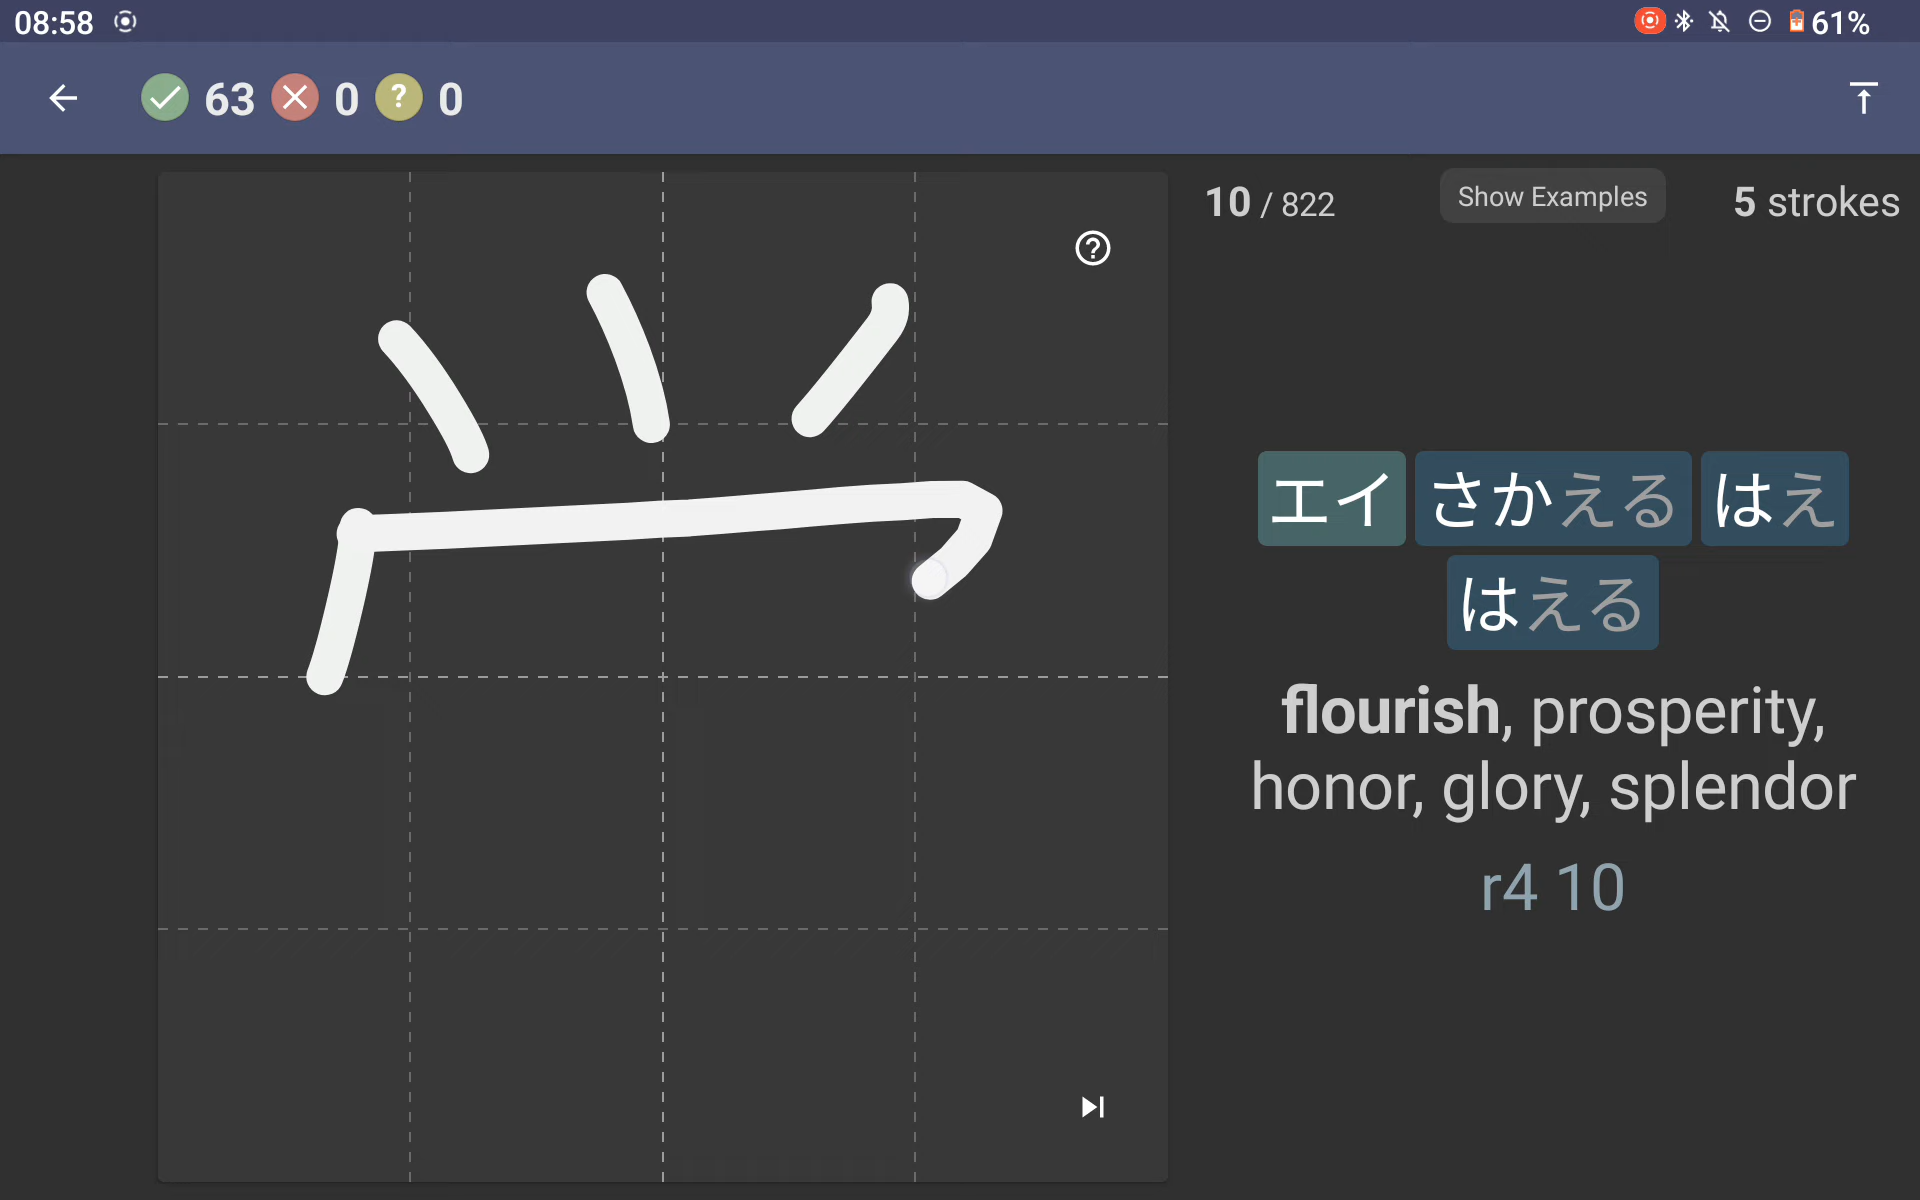 08:58 61%
63 0 0
10 / 822 Show Examples 5 strokes
エイ さかえる はえ
はえる
flourish, prosperity,
honor, glory, splendor
r4 10